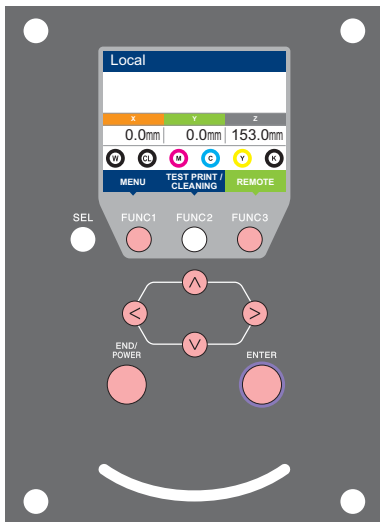 Local
X Y Z
0.0mm 0.0mm 153.0mm
W CL M C Y K
MENU TEST PRINT / CLEANING REMOTE
SEL FUNC1 FUNC2 FUNC3
END/
POWER
ENTER